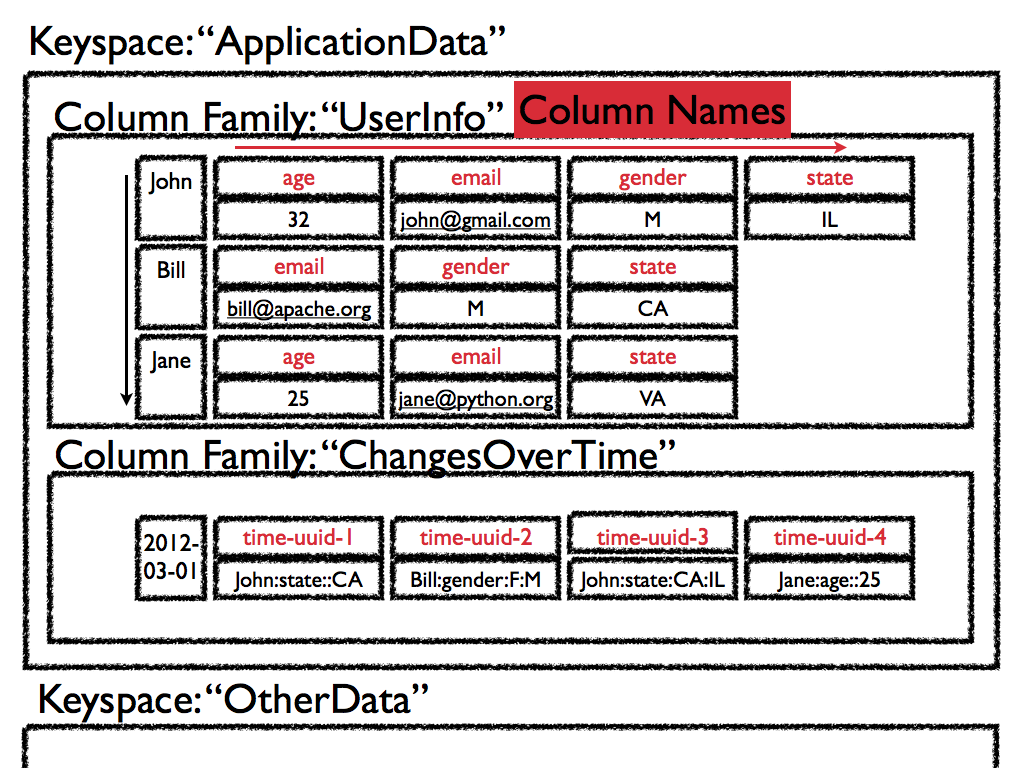 Keyspace: “ApplicationData”
Column Family: “UserInfo” Column Names
John age email gender state
32 john@gmail.com M IL
Bill email gender state
bill@apache.org M CA
Jane age email state
25 jane@python.org VA
Column Family: “ChangesOverTime”
2012- time-uuid-1 time-uuid-2 time-uuid-3 time-uuid-4
03-01 John:state::CA Bill:gender:F:M John:state:CA:IL Jane:age::25
Keyspace: “OtherData”